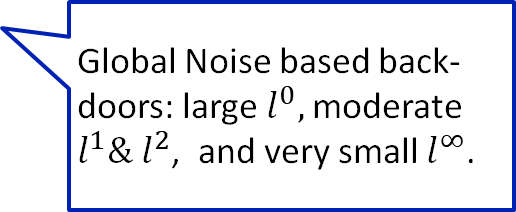 Global Noise based back-
doors: large l⁰, moderate
l¹& l², and very small l^∞.